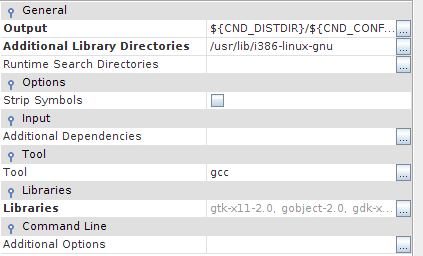 General
Output ${CND_DISTDIR}/${CND_CONF... ...
Additional Library Directories /usr/lib/i386-linux-gnu ...
Runtime Search Directories ...
Options
Strip Symbols
Input
Additional Dependencies ...
Tool
Tool gcc ...
Libraries
Libraries gtk-x11-2.0, gobject-2.0, gdk-x... ...
Command Line
Additional Options ...